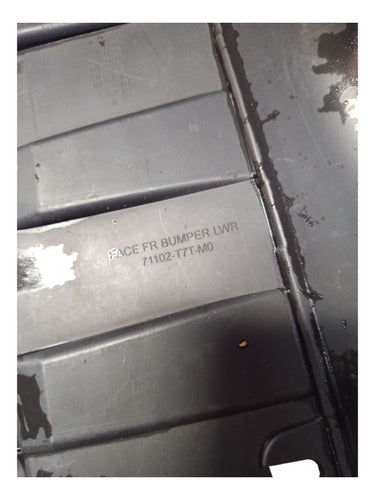 FACE FR BUMPER LWR
71102-T7T-M0